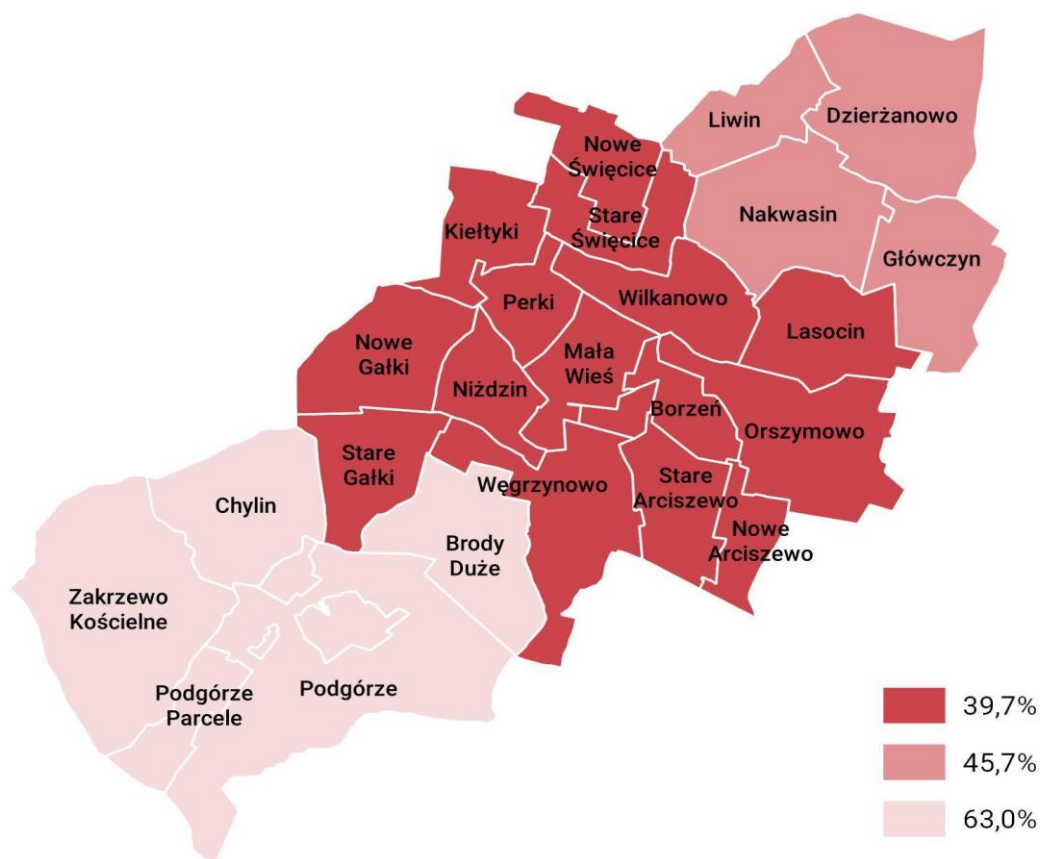 Liwin
Dzierżanowo
Nowe
Święcice
Nakwasin
Stare
Święcice
Kiełtyki
Główczyn
Perki
Wilkanowo
Lasocin
Nowe
Gałki
Mała
Wieś
Niździn
Borzeń
Orszymowo
Stare
Gałki
Węgrzynowo
Stare
Arciszewo
Chylin
Nowe
Arciszewo
Brody
Duże
Zakrzewo
Kościelne
Podgórze
Parcele
Podgórze
39,7%
45,7%
63,0%